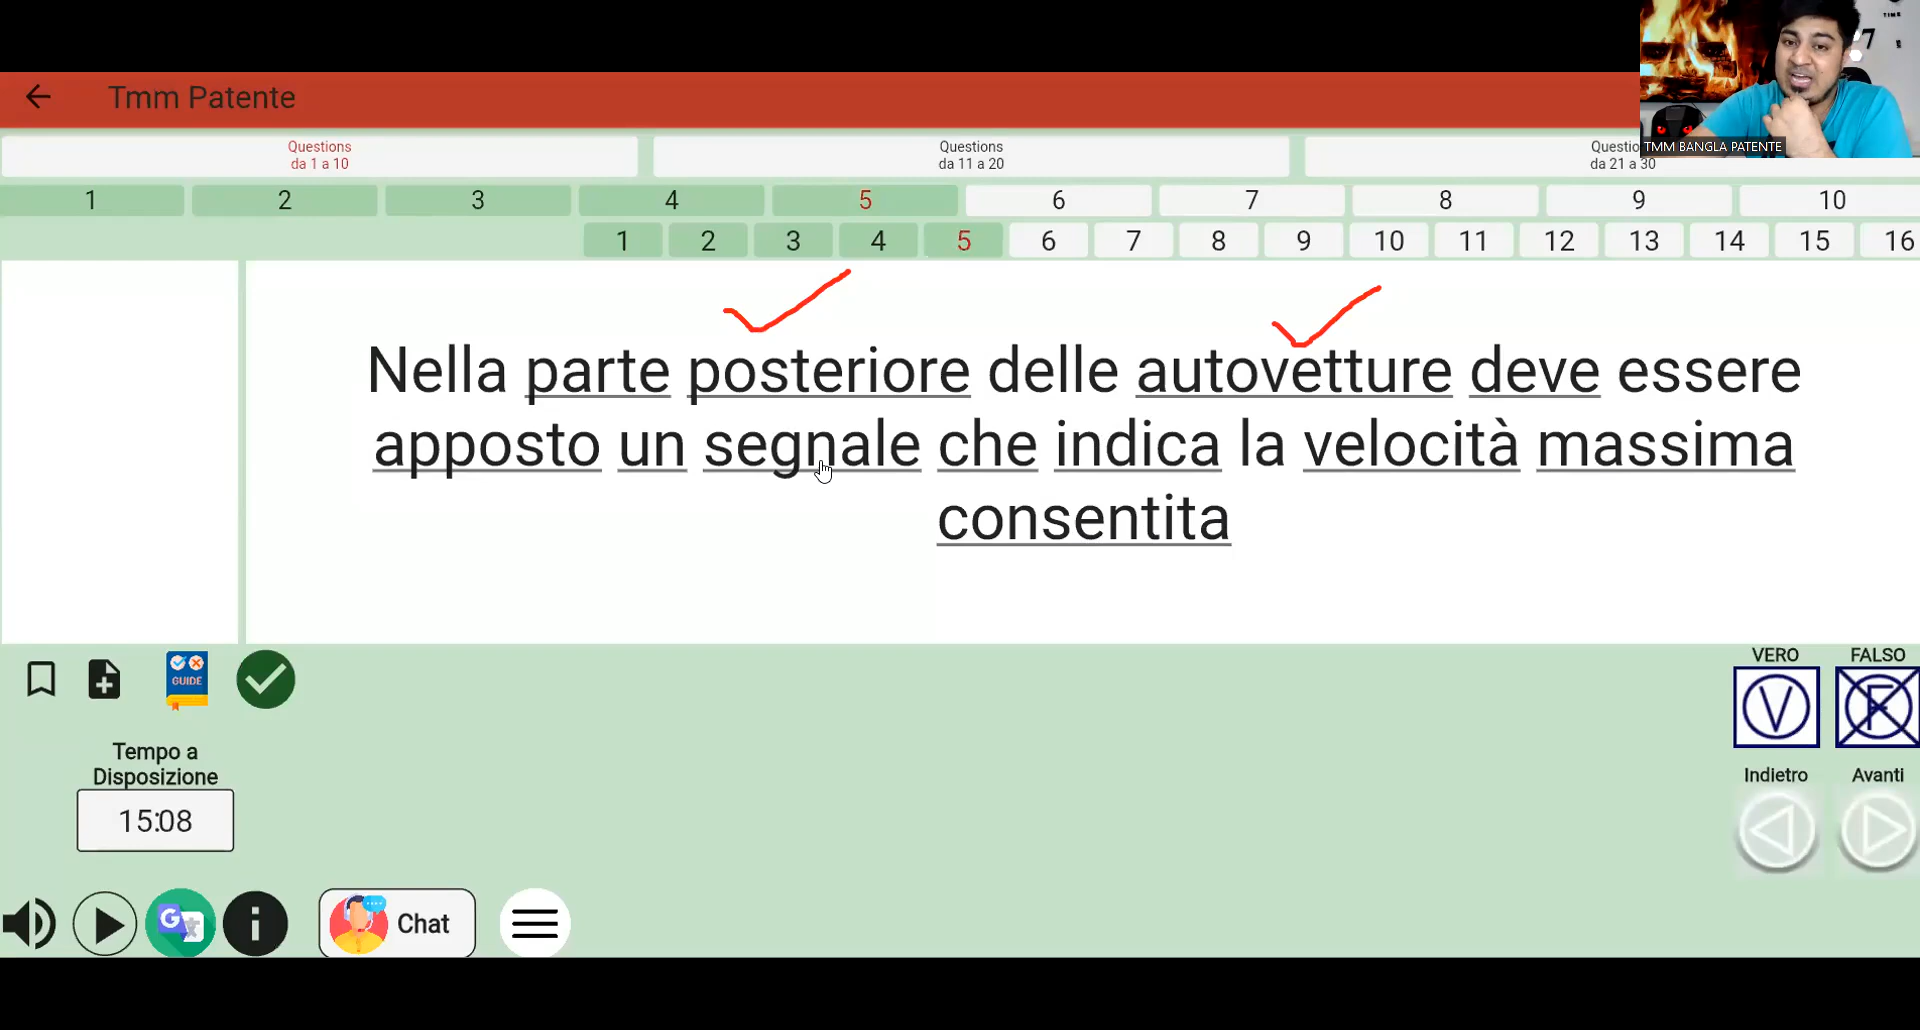 Tmm Patente
TIME
7
TMM BANGLA PATENTE
Questions
da 1 a 10
Questions
da 11 a 20
Questio
da 21 a 30
1 2 3 4 5 6 7 8 9 10
1 2 3 4 5 6 7 8 9 10 11 12 13 14 15 16
Nella parte posteriore delle autovetture deve essere
apposto un segnale che indica la velocità massima
consentita
GUIDE
VERO FALSO
V F
Tempo a
Disposizione
15:08
Indietro Avanti
G
i
Chat